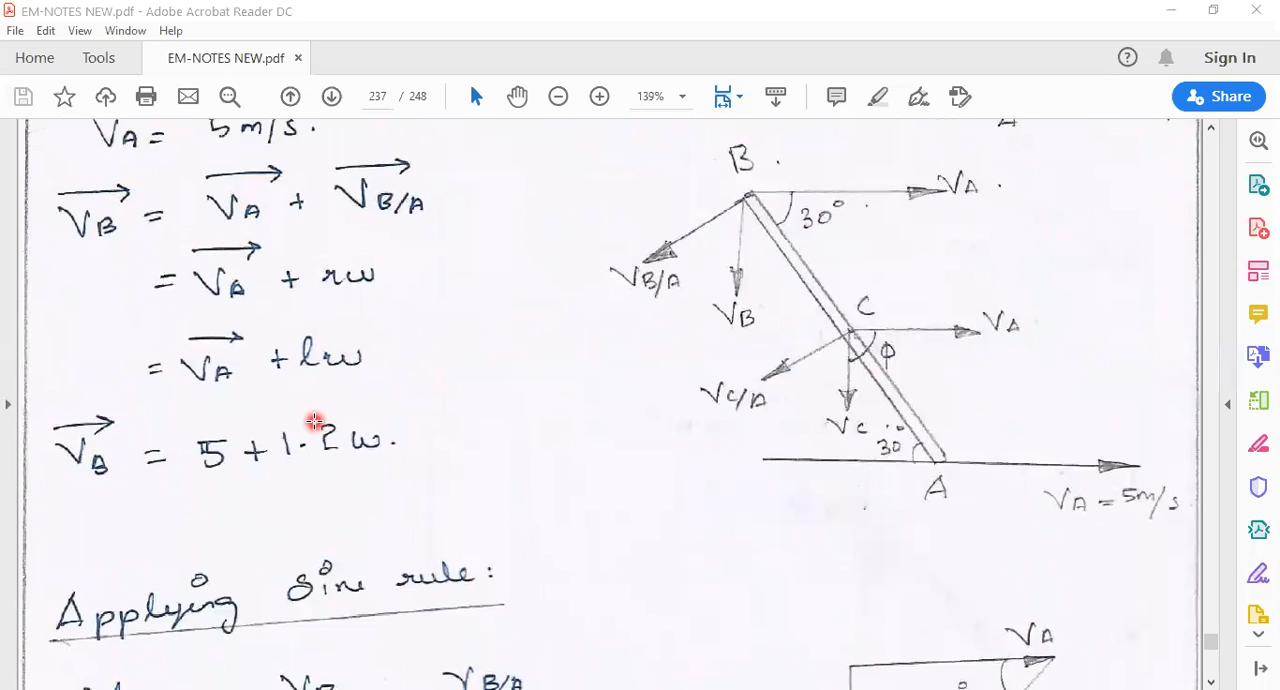 EM-NOTES NEW.pdf - Adobe Acrobat Reader DC
File Edit View Window Help
Home Tools EM-NOTES NEW.pdf × Sign In
237 / 248 139% Share
VA = 5m/s.
VB = VA + VB/A
= VA + rω
= VA + lω
VB = 5 + 1.2 ω.
Applying Sine rule:
VB/A
A
B .
VA .
30° .
VB/A
VB
C
VA
φ
VC/A
VC
30°
A
VA = 5m/s
VA